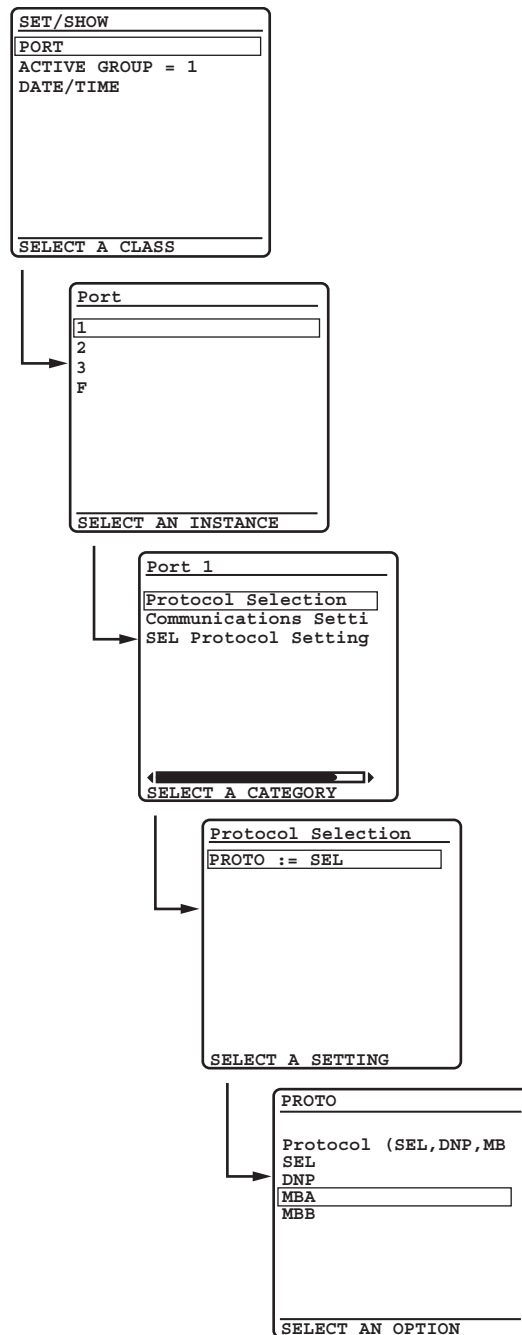 SET/SHOW
PORT
ACTIVE GROUP = 1
DATE/TIME
SELECT A CLASS
Port
1
2
3
F
SELECT AN INSTANCE
Port 1
Protocol Selection
Communications Setti
SEL Protocol Setting
SELECT A CATEGORY
Protocol Selection
PROTO := SEL
SELECT A SETTING
PROTO
Protocol (SEL,DNP,MB
SEL
DNP
MBA
MBB
SELECT AN OPTION